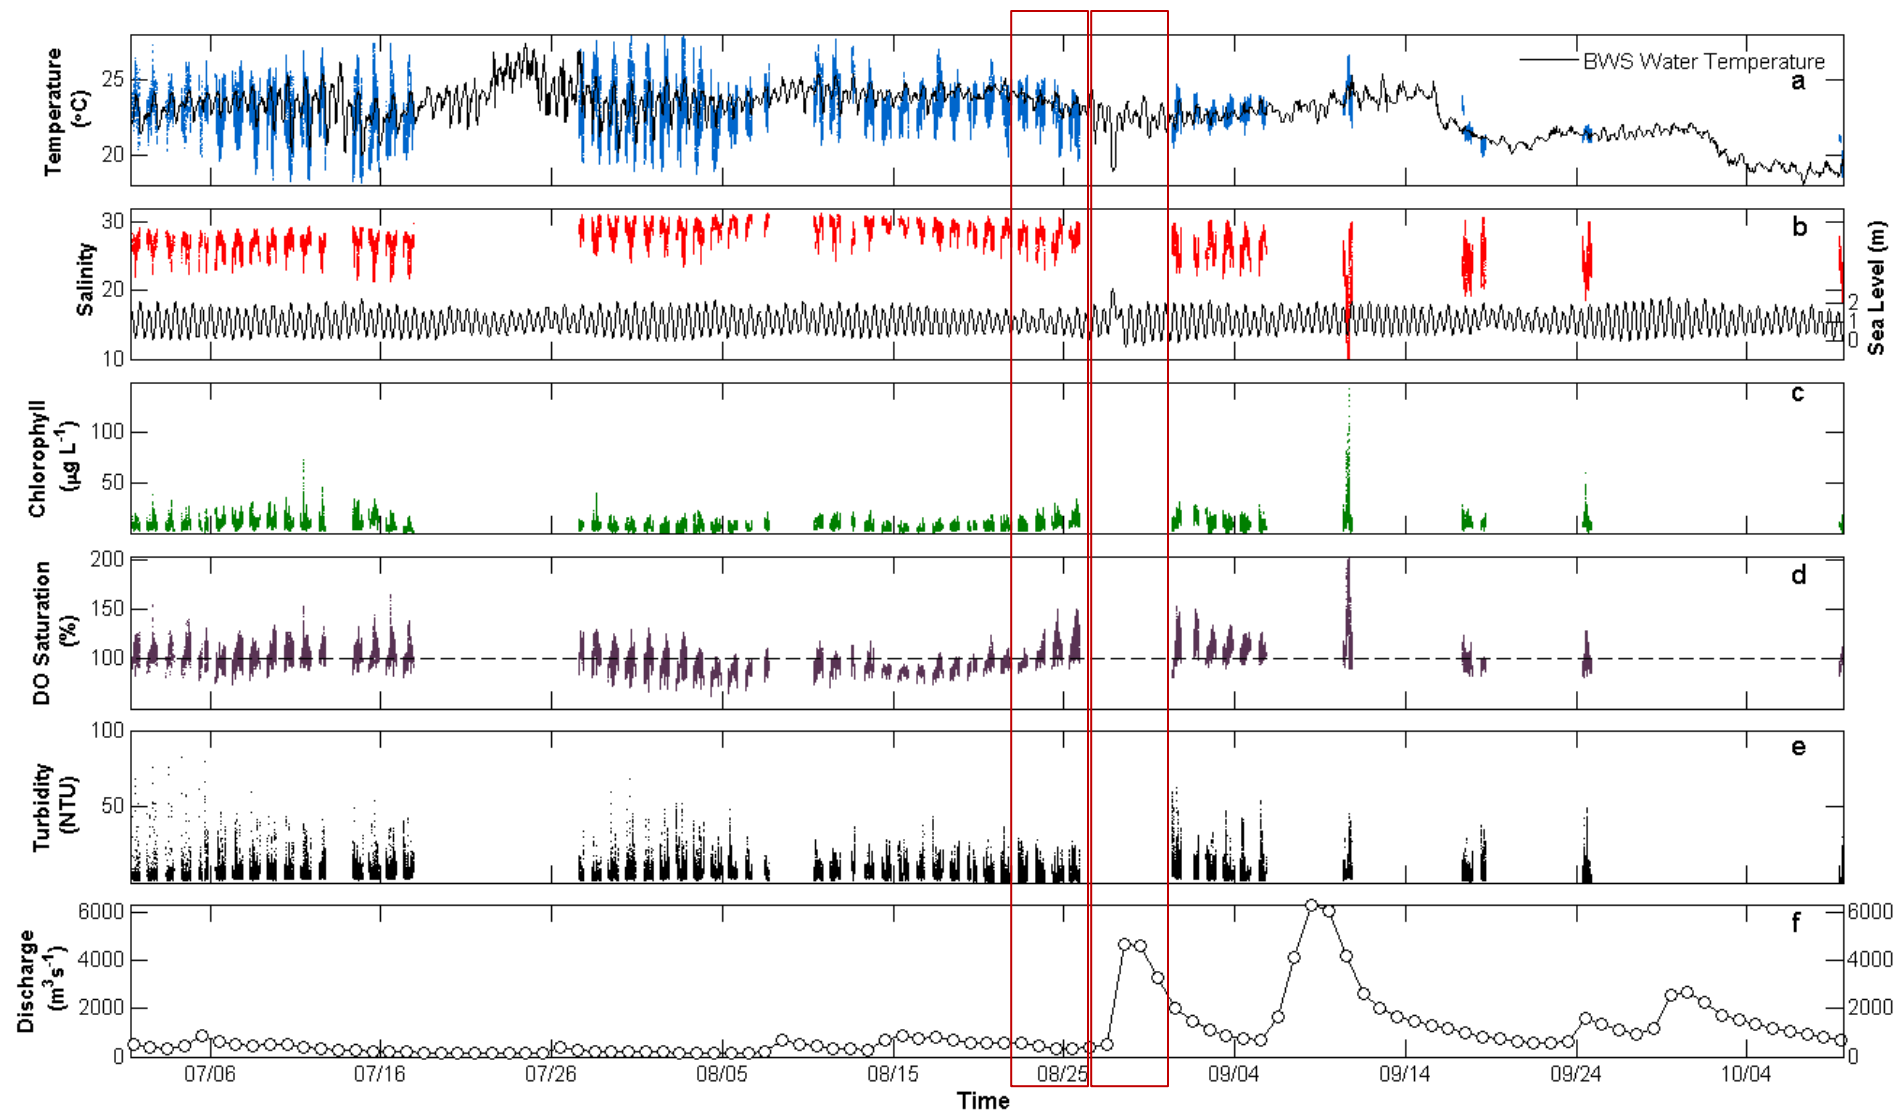 Temperature
(°C)
25
20
BWS Water Temperature
a
Salinity
30
20
10
b
2
1
0
Sea Level (m)
Chlorophyll
(µg L-1)
100
50
c
DO Saturation
(%)
200
150
100
d
Turbidity
(NTU)
100
50
e
Discharge
(m3s-1)
6000
4000
2000
0
f
6000
4000
2000
0
07/06 07/16 07/26 08/05 08/15 08/25 09/04 09/14 09/24 10/04
Time